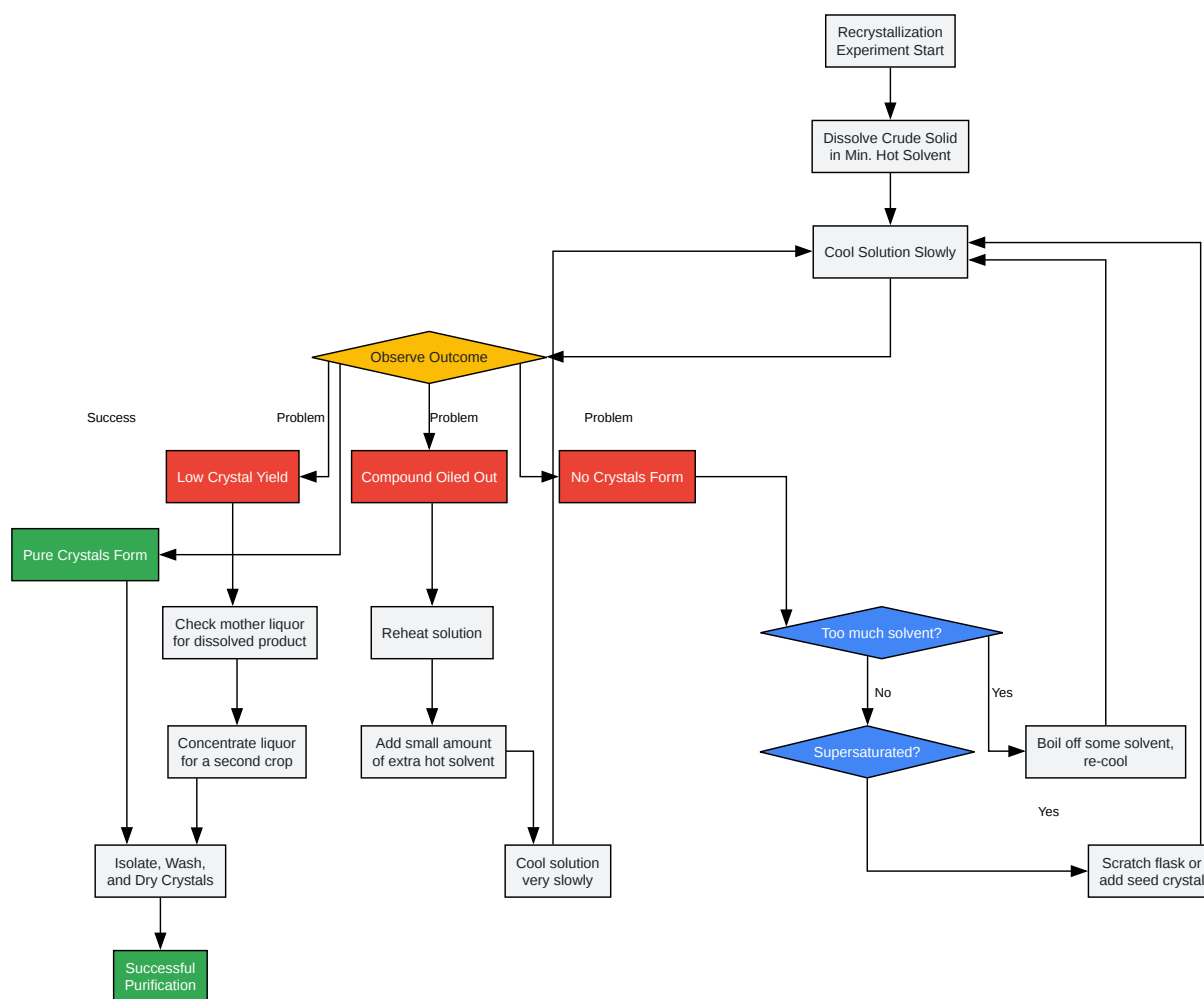 Recrystallization
Experiment Start
Dissolve Crude Solid
in Min. Hot Solvent
Cool Solution Slowly
Observe Outcome
Success
Problem
Problem
Problem
Low Crystal Yield
Compound Oiled Out
No Crystals Form
Pure Crystals Form
Check mother liquor
for dissolved product
Reheat solution
Too much solvent?
No
Yes
Concentrate liquor
for a second crop
Add small amount
of extra hot solvent
Supersaturated?
Boil off some solvent,
re-cool
Yes
Isolate, Wash,
and Dry Crystals
Cool solution
very slowly
Scratch flask or
add seed crystal
Successful
Purification